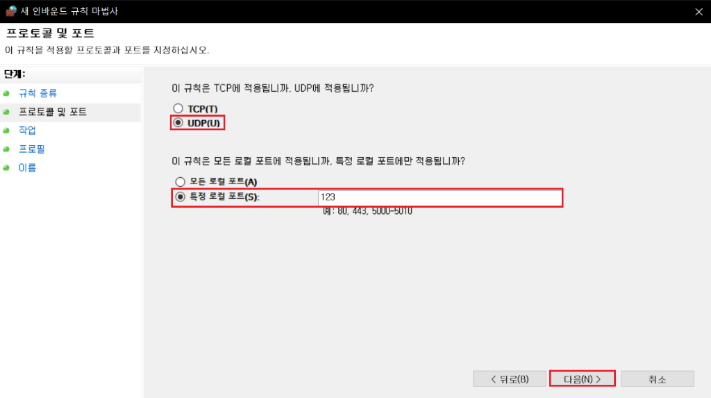 새 인바운드 규칙 마법사
프로토콜 및 포트
이 규칙을 적용할 프로토콜과 포트를 지정하십시오.
단계:
규칙 종류
프로토콜 및 포트
작업
프로필
이름
이 규칙은 TCP에 적용됩니까, UDP에 적용됩니까?
TCP(T)
UDP(U)
이 규칙은 모든 로컬 포트에 적용됩니까, 특정 로컬 포트에만 적용됩니까?
모든 로컬 포트(A)
특정 로컬 포트(S): 123
예: 80, 443, 5000-5010
< 뒤로(B) 다음(N) > 취소